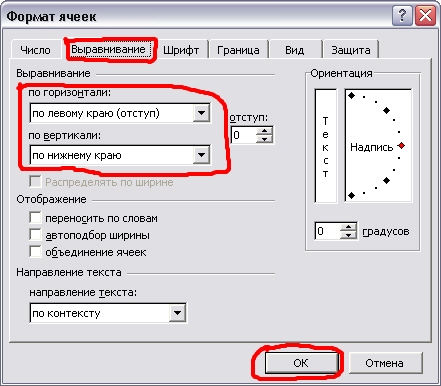 Формат ячеек
Число Выравнивание Шрифт Граница Вид Защита
Выравнивание
по горизонтали:
по левому краю (отступ)
отступ:
по вертикали:
0
по нижнему краю
Распределять по ширине
Отображение
переносить по словам
автоподбор ширины
объединение ячеек
Направление текста
направление текста:
по контексту
Ориентация
Текст
Надпись
0 градусов
ОК Отмена